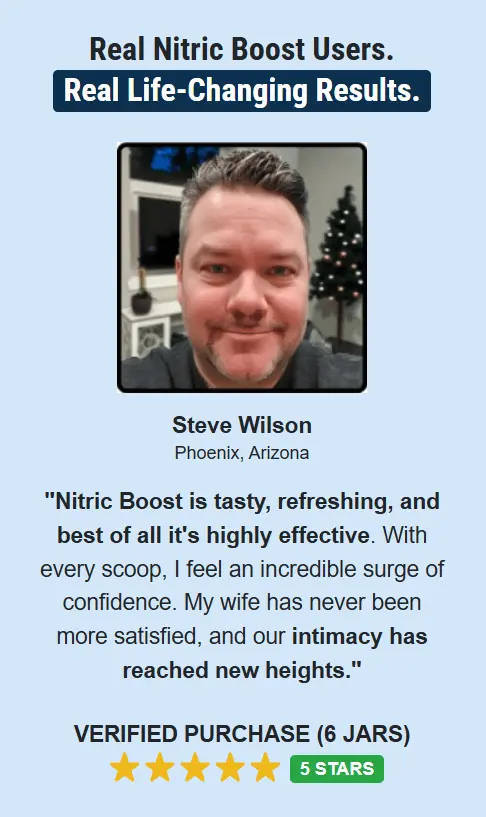 Real Nitric Boost Users.
Real Life-Changing Results.
Steve Wilson
Phoenix, Arizona
"Nitric Boost is tasty, refreshing, and
best of all it's highly effective. With
every scoop, I feel an incredible surge of
confidence. My wife has never been
more satisfied, and our intimacy has
reached new heights."
VERIFIED PURCHASE (6 JARS)
5 STARS